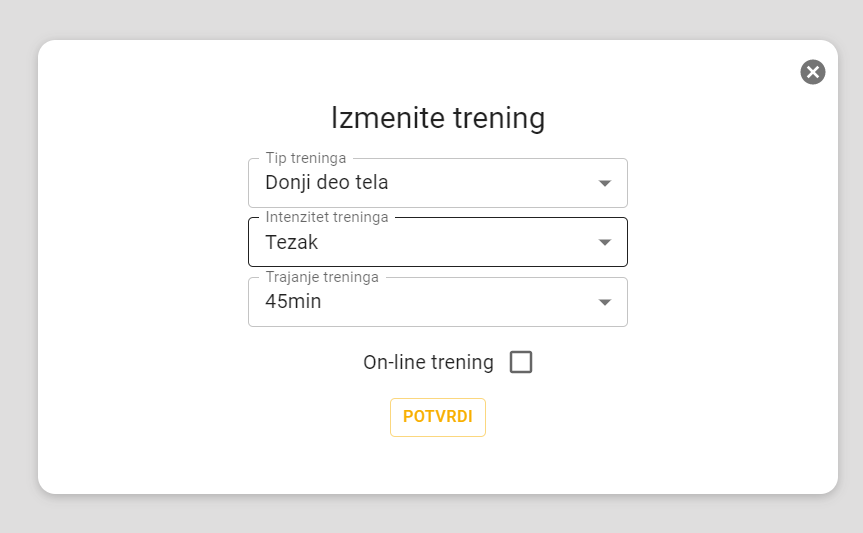 Izmenite trening
Tip treninga
Donji deo tela
Intenzitet treninga
Tezak
Trajanje treninga
45min
On-line trening
POTVRDI